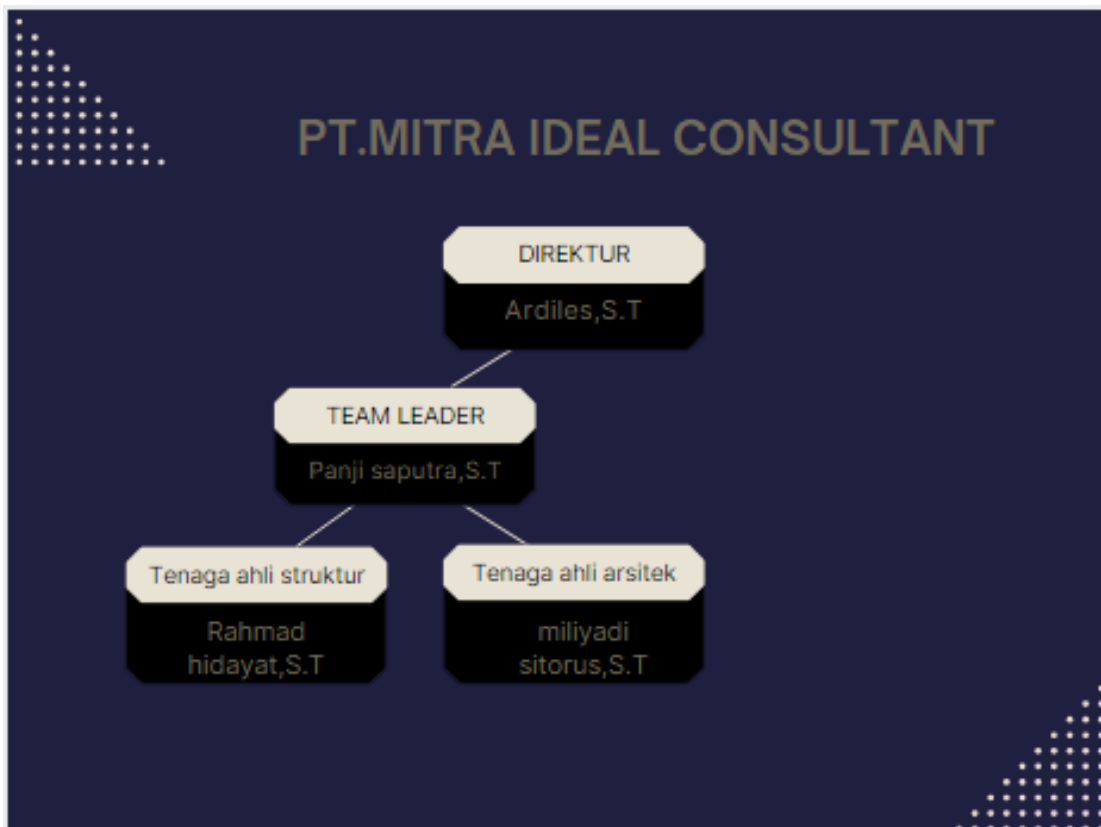 PT.MITRA IDEAL CONSULTANT
DIREKTUR
Ardiles,S.T
TEAM LEADER
Panji saputra,S.T
Tenaga ahli struktur
Rahmad
hidayat,S.T
Tenaga ahli arsitek
miliyadi
sitorus,S.T